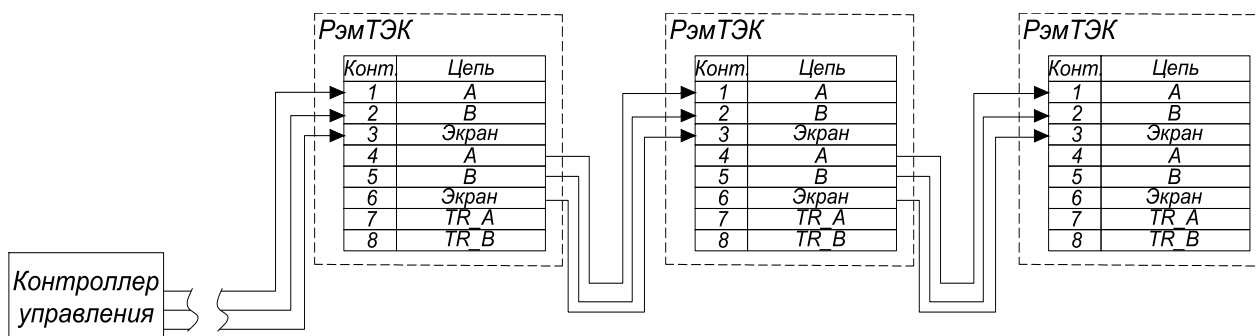 РэмТЭК
Конт. Цепь
1 А
2 В
3 Экран
4 А
5 В
6 Экран
7 TR_A
8 TR_B
РэмТЭК
Конт. Цепь
1 А
2 В
3 Экран
4 А
5 В
6 Экран
7 TR_A
8 TR_B
РэмТЭК
Конт. Цепь
1 А
2 В
3 Экран
4 А
5 В
6 Экран
7 TR_A
8 TR_B
Контроллер
управления